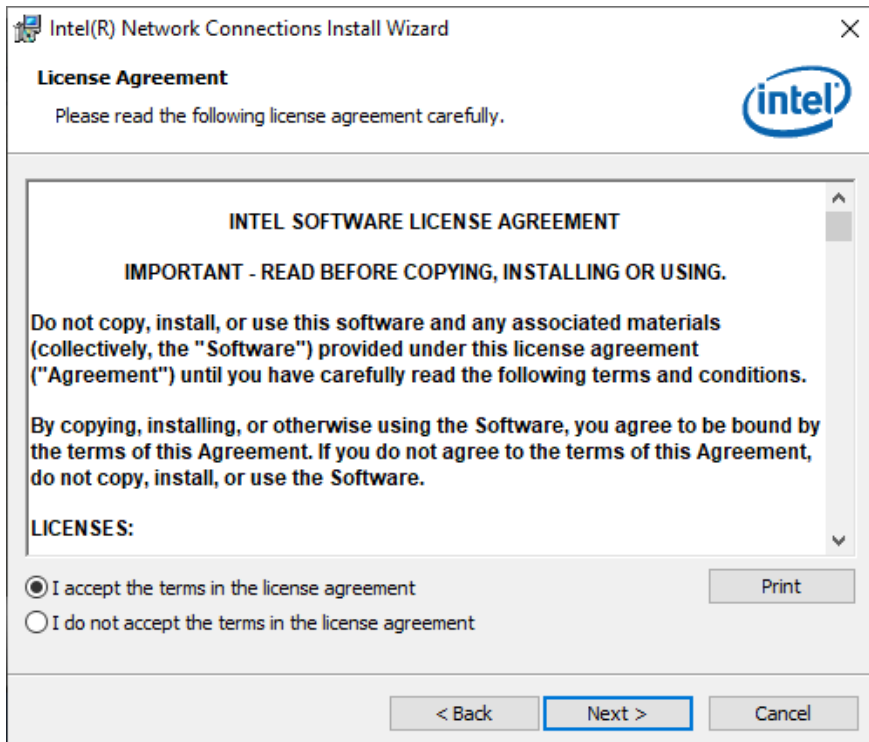 Intel(R) Network Connections Install Wizard
License Agreement
Please read the following license agreement carefully.
intel
INTEL SOFTWARE LICENSE AGREEMENT
IMPORTANT - READ BEFORE COPYING, INSTALLING OR USING.
Do not copy, install, or use this software and any associated materials
(collectively, the "Software") provided under this license agreement
("Agreement") until you have carefully read the following terms and conditions.
By copying, installing, or otherwise using the Software, you agree to be bound by
the terms of this Agreement. If you do not agree to the terms of this Agreement,
do not copy, install, or use the Software.
LICENSES:
I accept the terms in the license agreement
Print
I do not accept the terms in the license agreement
< Back
Next >
Cancel